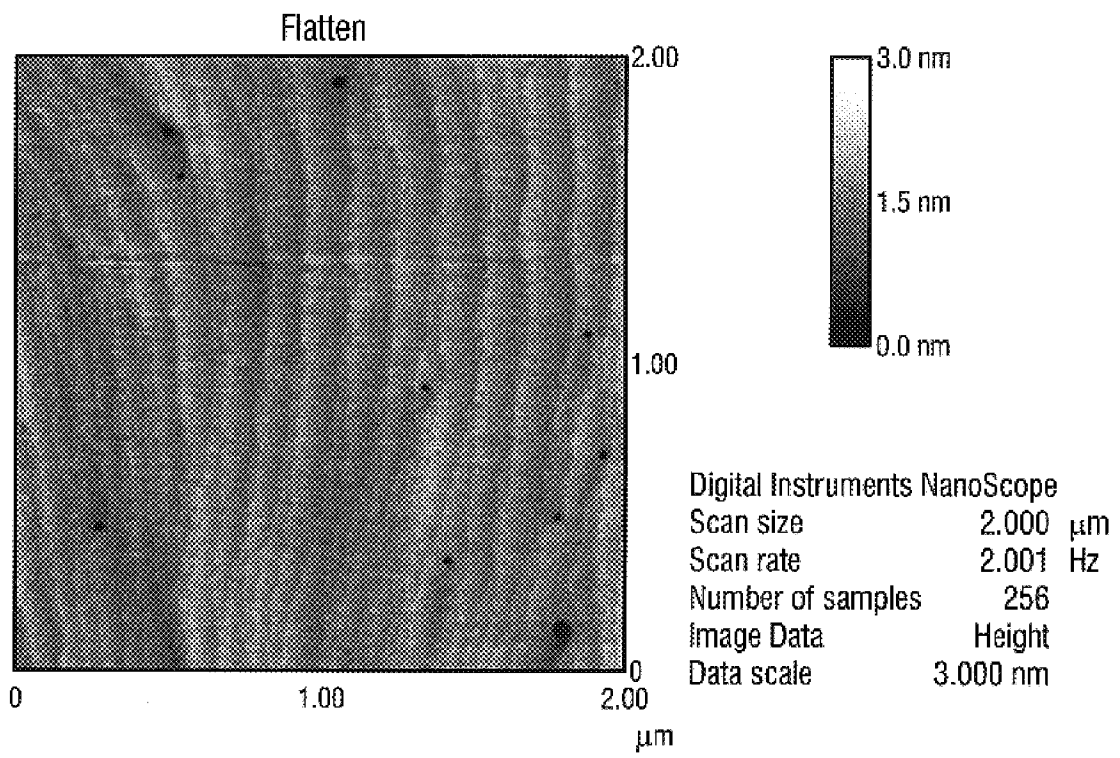 Flatten
2.00
3.0 nm
1.5 nm
0.0 nm
1.00
Digital Instruments NanoScope
Scan size 2.000 μm
Scan rate 2.001 Hz
Number of samples 256
Image Data Height
Data scale 3.000 nm
0
0 1.00 2.00
μm